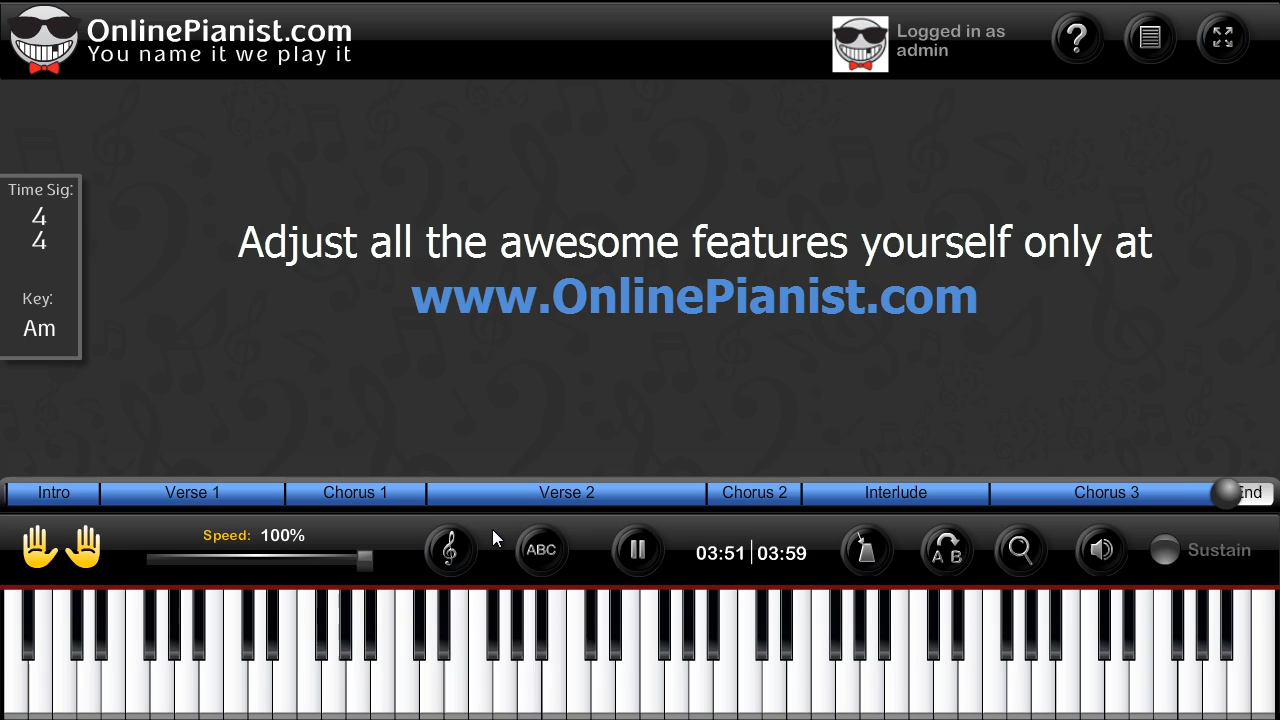 OnlinePianist.com
You name it we play it
Logged in as
admin
?
Time Sig:
4
4
Key:
Am
Adjust all the awesome features yourself only at
www.OnlinePianist.com
Intro Verse 1 Chorus 1 Verse 2 Chorus 2 Interlude Chorus 3 End
Speed: 100%
ABC
03:51 03:59
A B
Sustain